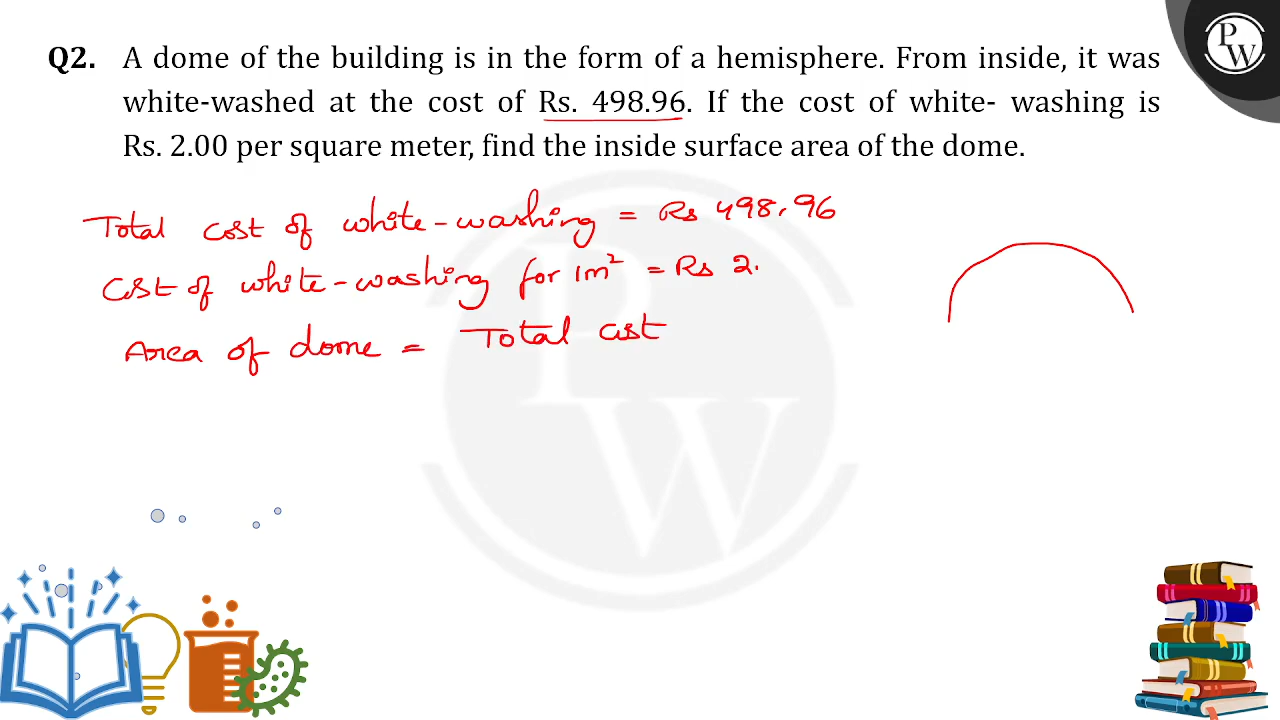 Q2. A dome of the building is in the form of a hemisphere. From inside, it was
white-washed at the cost of Rs. 498.96. If the cost of white- washing is
Rs. 2.00 per square meter, find the inside surface area of the dome.
Total cost of white-washing = Rs 498.96
Cost of white-washing for 1m² = Rs 2.
Area of dome = Total cost
PW
PW